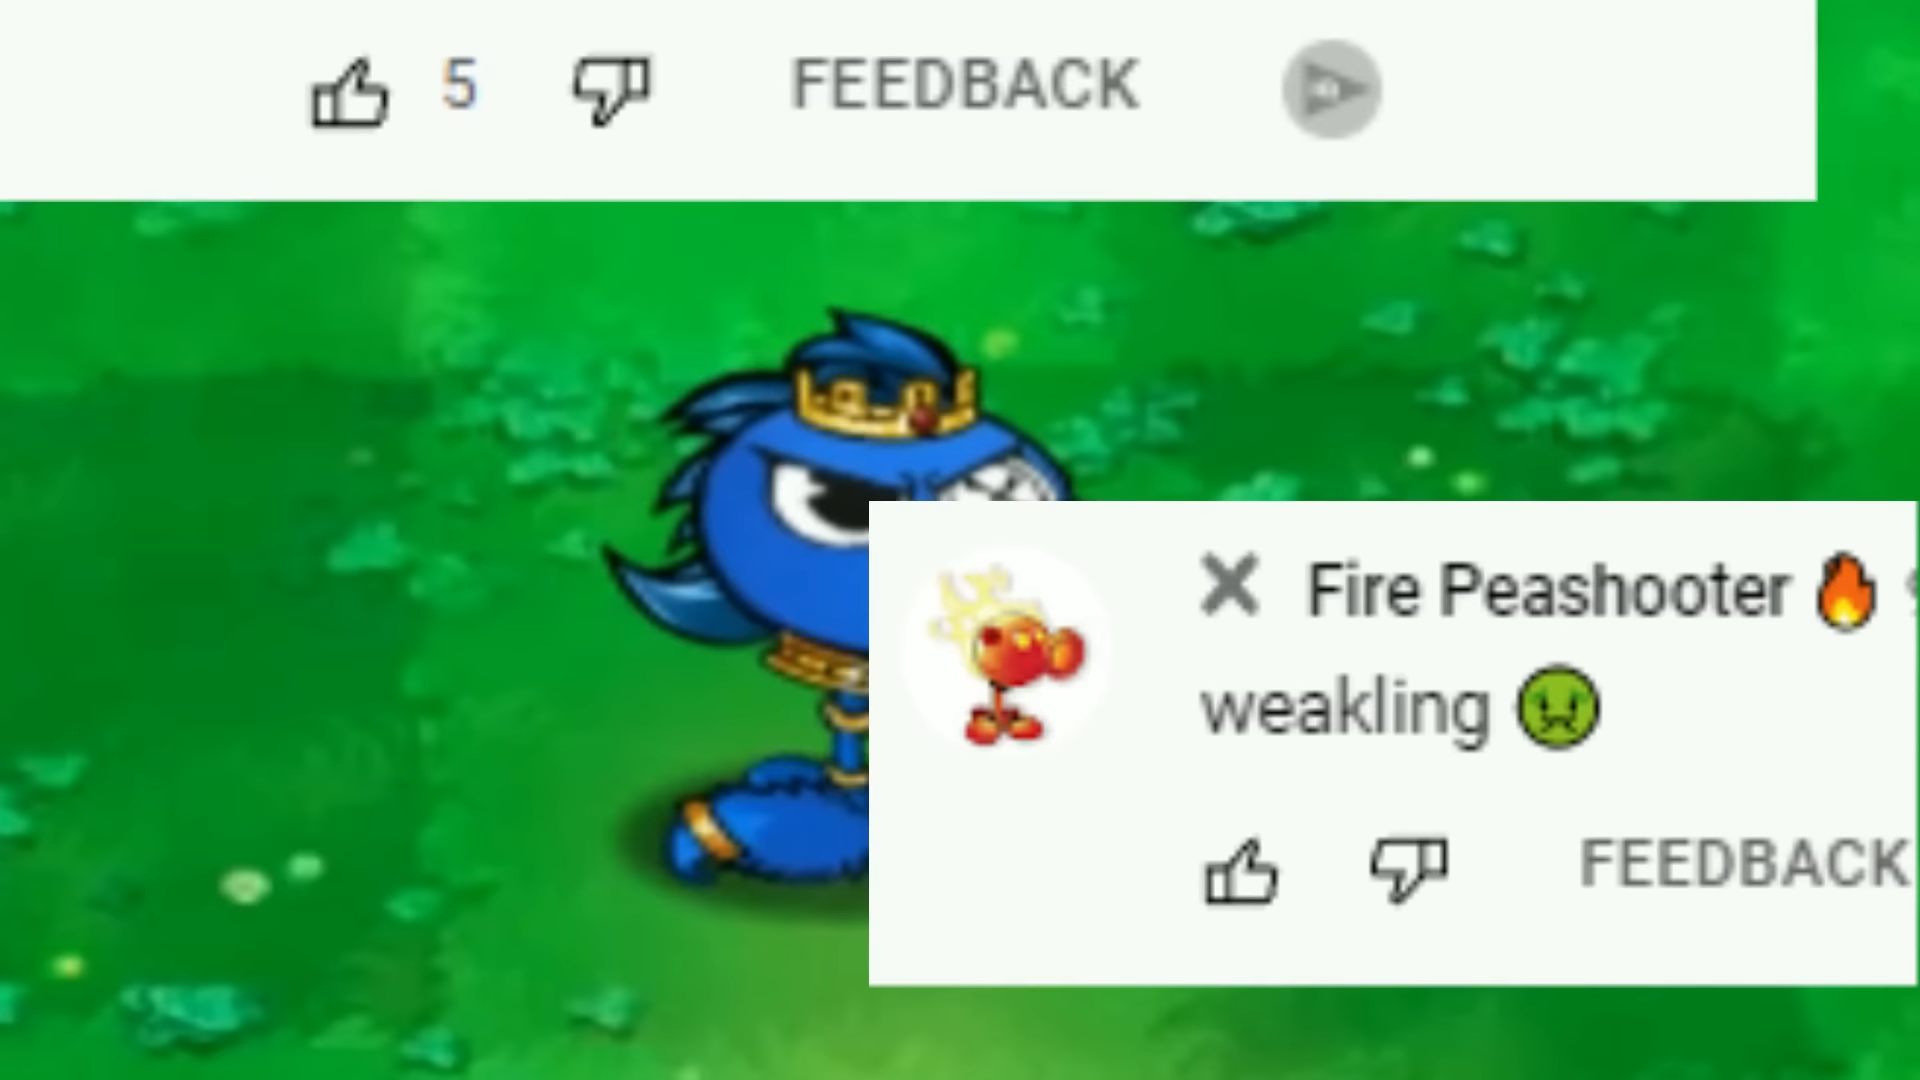 5 FEEDBACK
Fire Peashooter 🔥
weakling 🤢
FEEDBACK